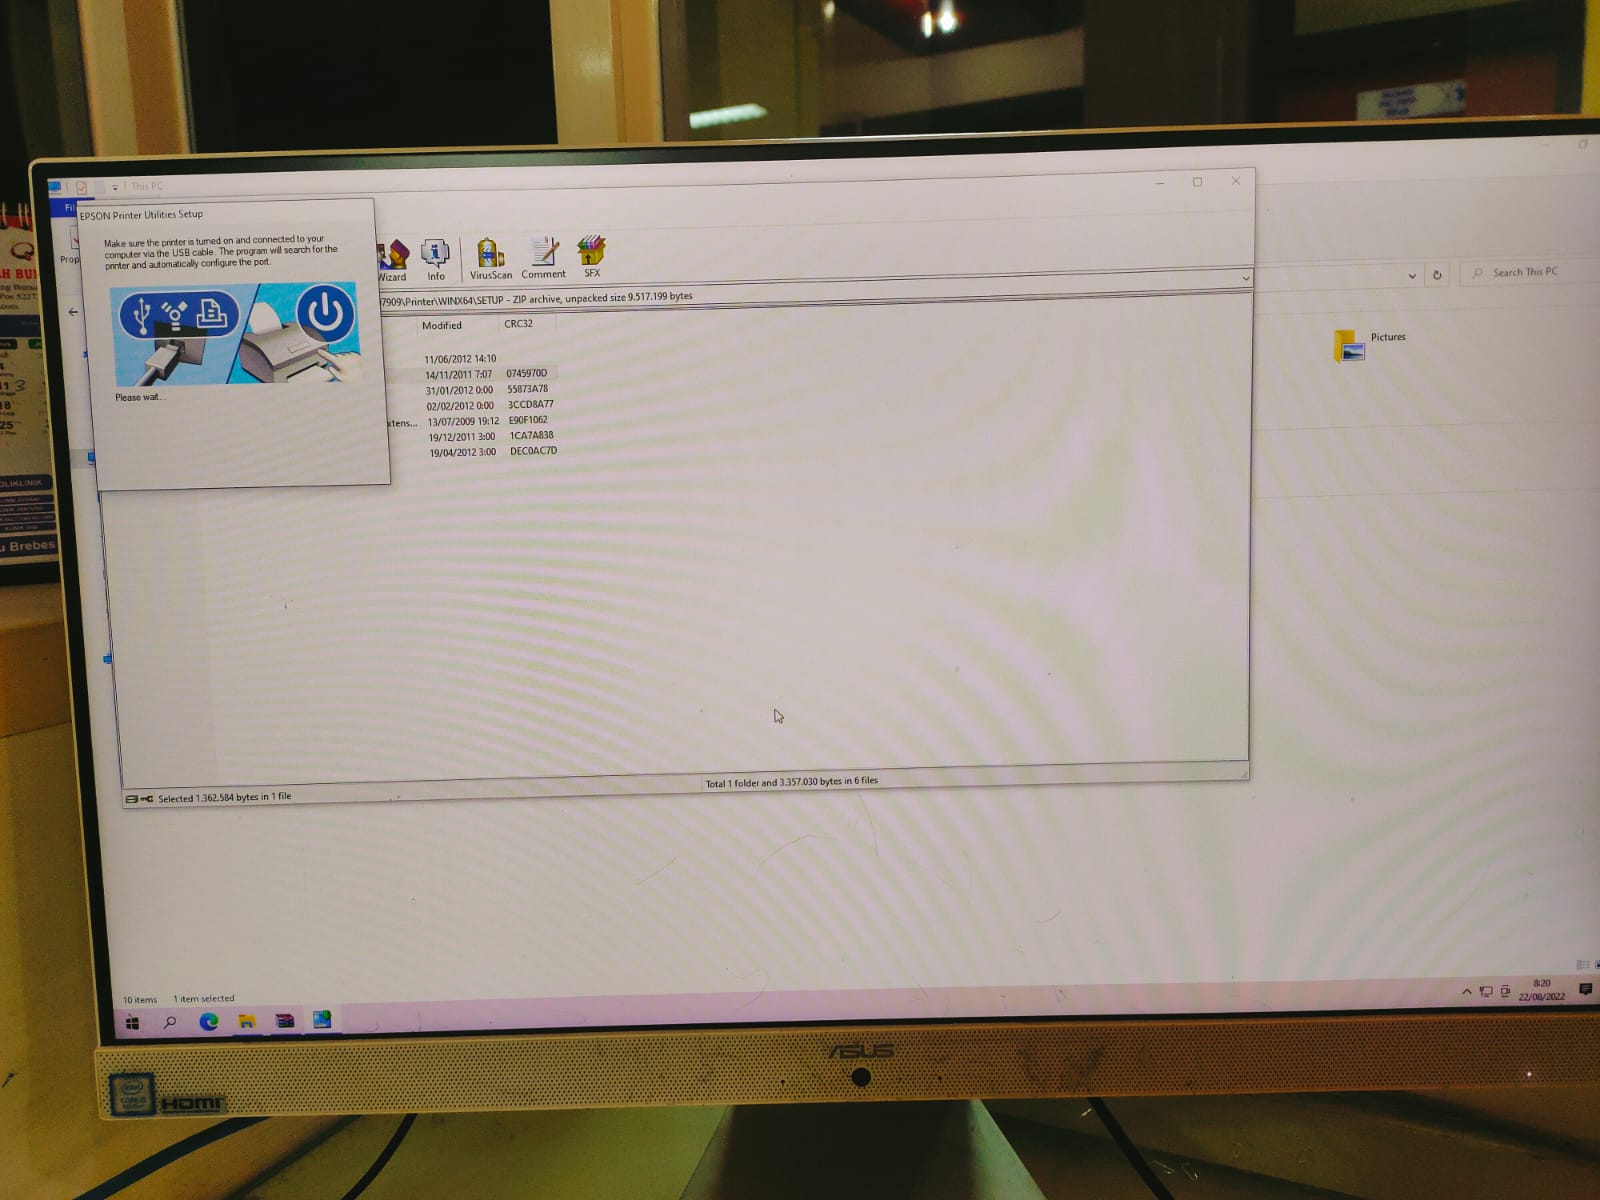 This PC
EPSON Printer Utilities Setup
Make sure the printer is turned on and connected to your
computer via the USB cable. The program will search for the
printer and automatically configure the port.
Please wait...
Wizard
Info
VirusScan
Comment
SFX
7909\Printer\WINX64\SETUP - ZIP archive, unpacked size 9.517.199 bytes
Modified
CRC32
11/06/2012 14:10
14/11/2011 7:07 0745970D
31/01/2012 0:00 55873A78
02/02/2012 0:00 3CCD8A77
xtens... 13/07/2009 19:12 E90F1062
19/12/2011 3:00 1CA7A838
19/04/2012 3:00 DEC0AC7D
Search This PC
Pictures
Selected 1.362.584 bytes in 1 file
Total 1 folder and 3.357.030 bytes in 6 files
10 items 1 item selected
8:20
22/08/2022
ASUS
HDMI
intel
Brebes
25
18